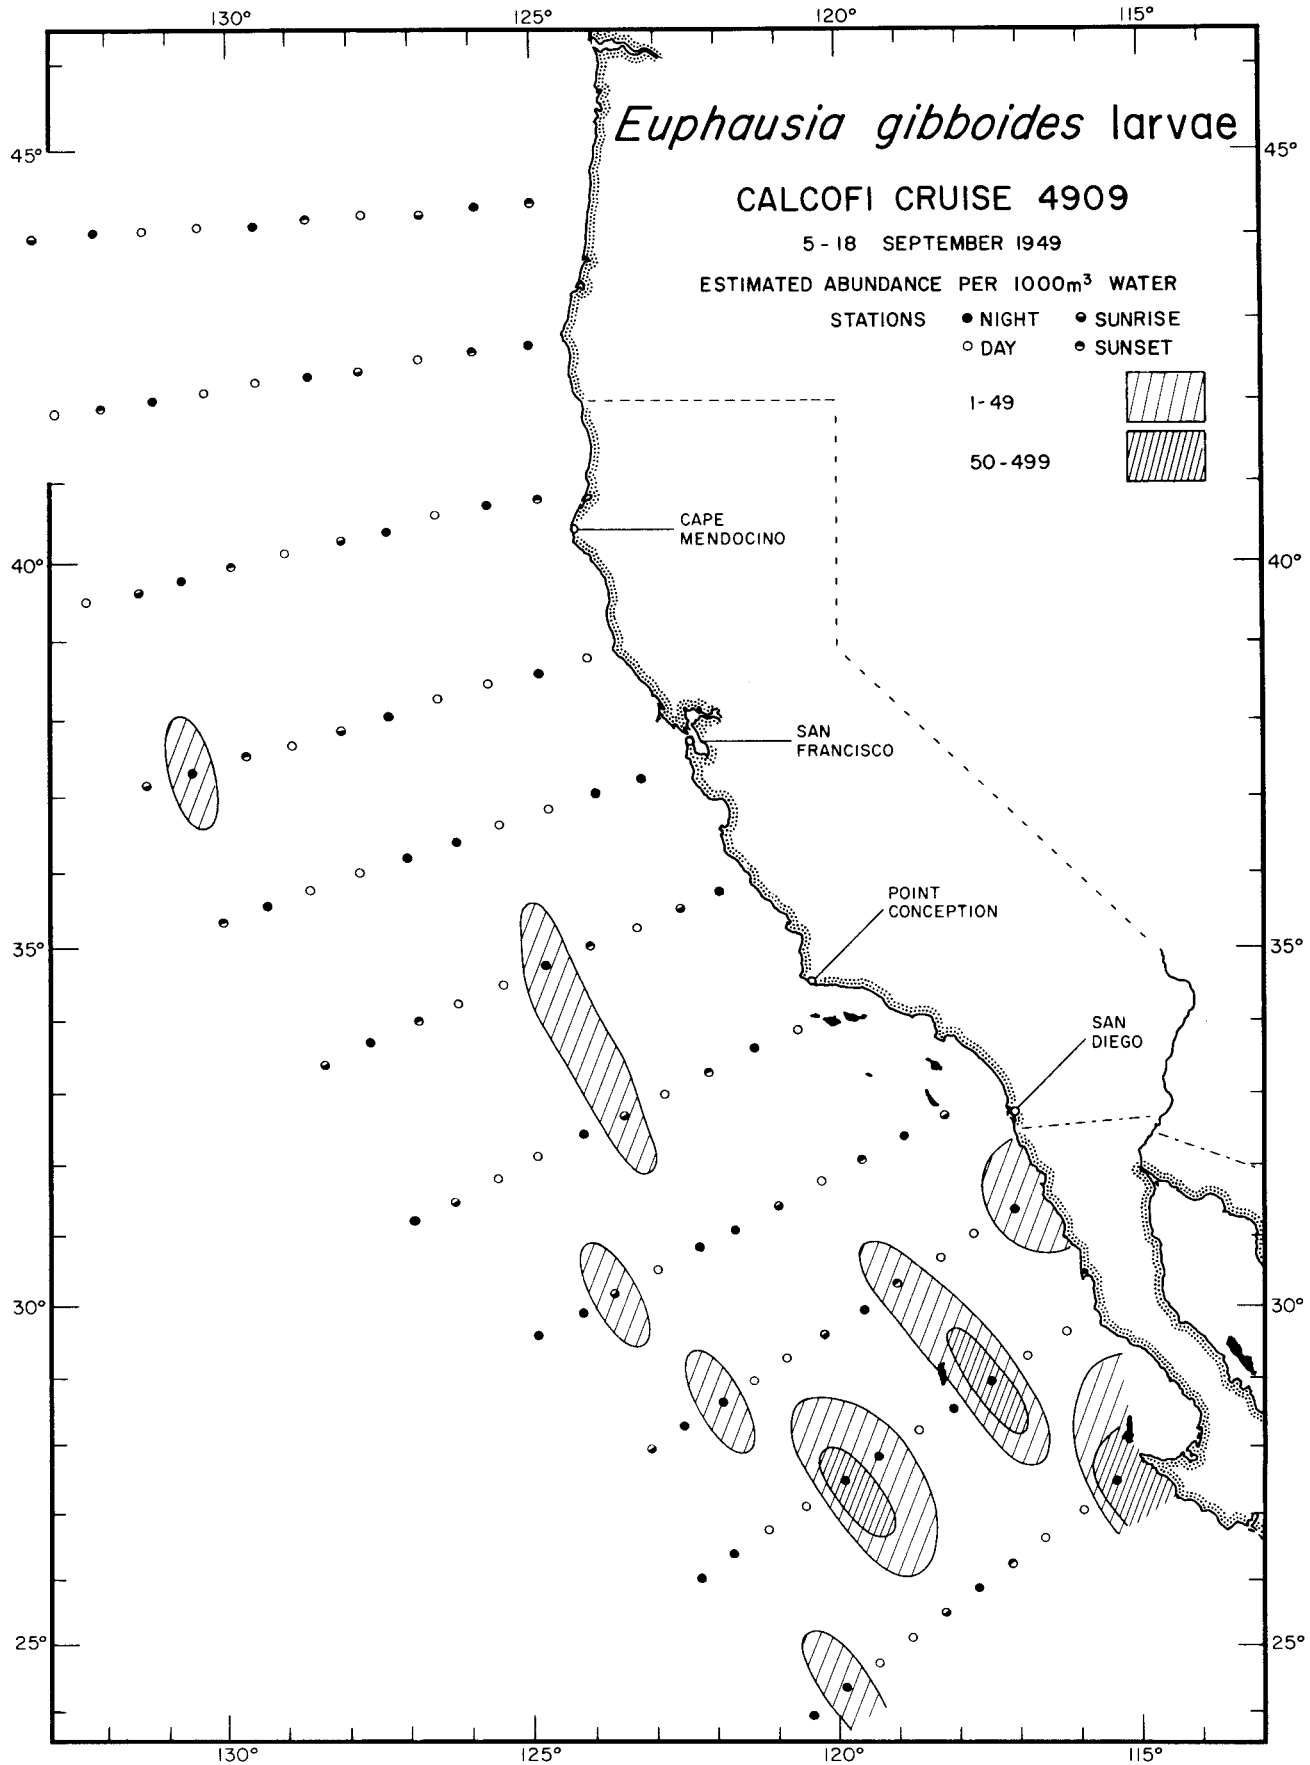 130° 125° 120° 115°
Euphausia gibboides larvae
45° 45°
CALCOFI CRUISE 4909
5-18 SEPTEMBER 1949
ESTIMATED ABUNDANCE PER 1000m³ WATER
STATIONS ● NIGHT SUNRISE
○ DAY SUNSET
1-49
50-499
CAPE
MENDOCINO
40° 40°
SAN
FRANCISCO
POINT
CONCEPTION
35° 35°
SAN
DIEGO
30° 30°
25° 25°
130° 125° 120° 115°